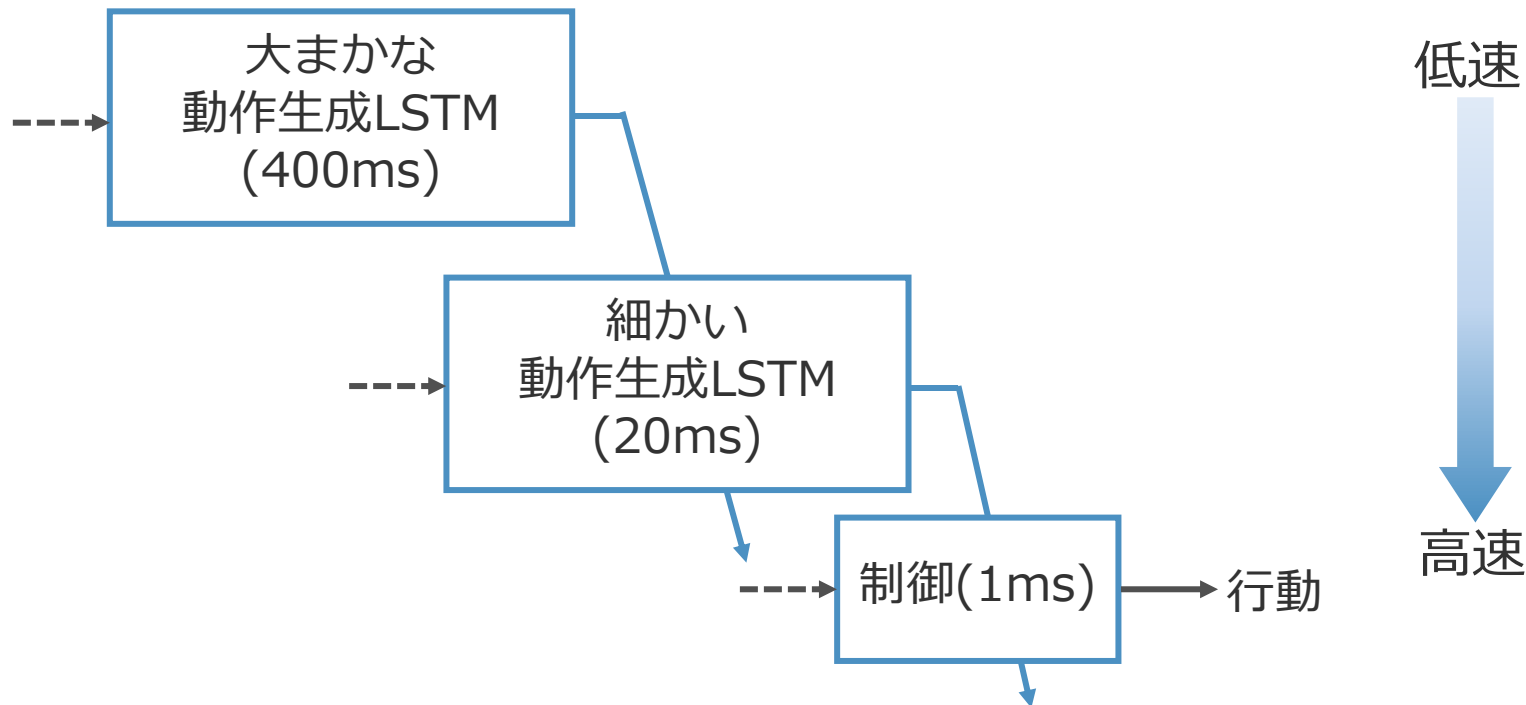 大まかな
動作生成LSTM
(400ms)
低速
細かい
動作生成LSTM
(20ms)
制御(1ms)
行動
高速